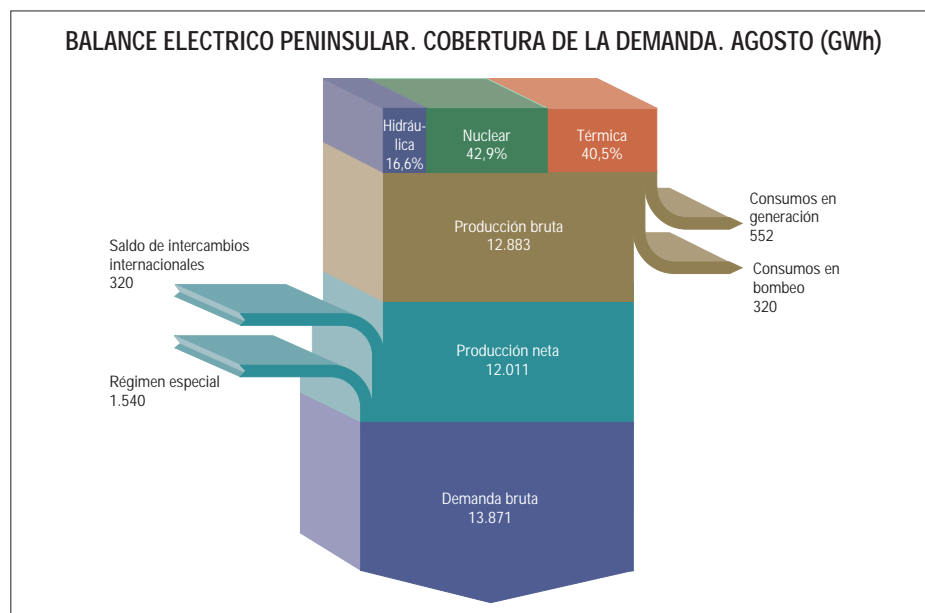 BALANCE ELECTRICO PENINSULAR. COBERTURA DE LA DEMANDA. AGOSTO (GWh)
Hidráu-
lica
16,6%
Nuclear
42,9%
Térmica
40,5%
Consumos en
generación
552
Producción bruta
12.883
Saldo de intercambios
internacionales
320
Consumos en
bombeo
320
Producción neta
12.011
Régimen especial
1.540
Demanda bruta
13.871